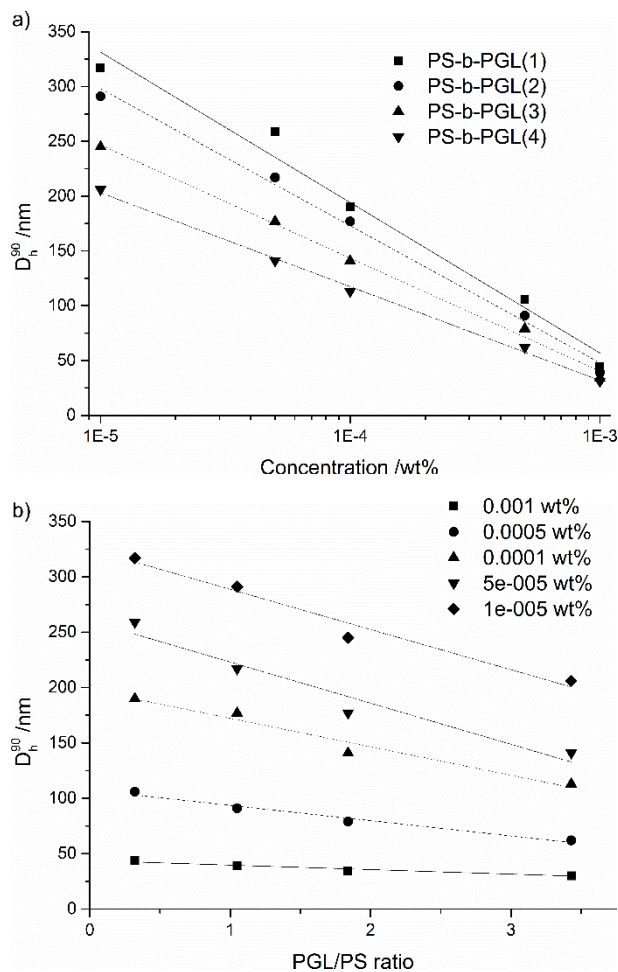 a)
350
300
250
200
150
100
50
0
D_h^90 /nm
PS-b-PGL(1)
PS-b-PGL(2)
PS-b-PGL(3)
PS-b-PGL(4)
1E-5 1E-4 1E-3
Concentration /wt%
b)
350
300
250
200
150
100
50
0
D_h^90 /nm
0.001 wt%
0.0005 wt%
0.0001 wt%
5e-005 wt%
1e-005 wt%
0 1 2 3
PGL/PS ratio